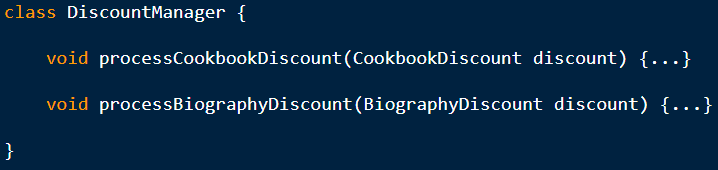 class DiscountManager {
void processCookbookDiscount(CookbookDiscount discount) {...}
void processBiographyDiscount(BiographyDiscount discount) {...}
}